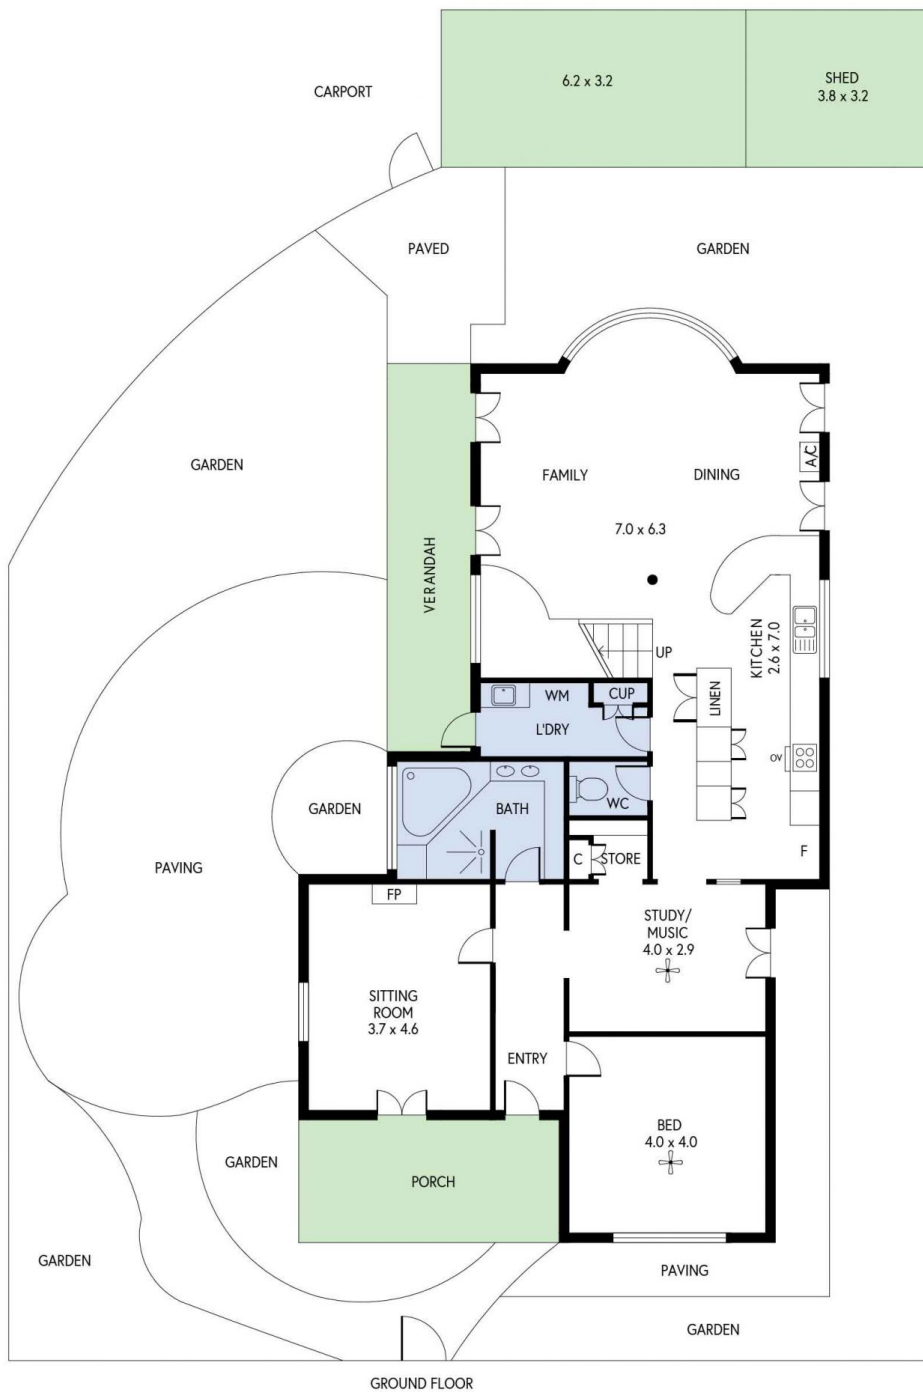 6.2 x 3.2
SHED
3.8 x 3.2
CARPORT
PAVED
GARDEN
GARDEN
FAMILY
DINING
A/C
7.0 x 6.3
VERANDAH
KITCHEN
2.6 x 7.0
UP
LINEN
WM
CUP
L'DRY
OV
BATH
WC
GARDEN
PAVING
C
STORE
F
FP
STUDY/
MUSIC
4.0 x 2.9
SITTING
ROOM
3.7 x 4.6
ENTRY
BED
4.0 x 4.0
GARDEN
PORCH
GARDEN
PAVING
GARDEN
GROUND FLOOR